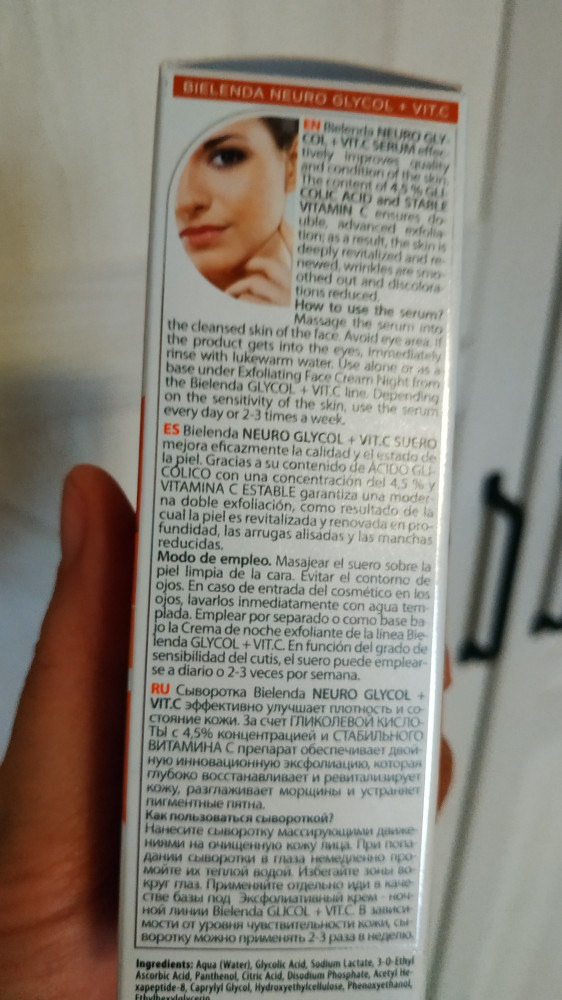 BIELENDA NEURO GLYCOL + VIT.C
EN Bielenda NEURO GLY-
COL + VIT.C SERUM effec-
tively improves quality
and condition of the skin.
The content of 4,5 % GLI-
COLIC ACID and STABLE
VITAMIN C ensures do-
uble, advanced exfolia-
tion; as a result, the skin is
deeply revitalized and re-
newed, wrinkles are smo-
othed out and discolora-
tions reduced.
How to use the serum?
Massage the serum into
the cleansed skin of the face. Avoid eye area. If
the product gets into the eyes, immediately
rinse with lukewarm water. Use alone or as a
base under Exfoliating Face Cream Night from
the Bielenda GLYCOL + VIT.C line. Depending
on the sensitivity of the skin, use the serum
every day or 2-3 times a week.
ES Bielenda NEURO GLYCOL + VIT.C SUERO
mejora eficazmente la calidad y el estado de
la piel. Gracias a su contenido de ÁCIDO GLI-
CÓLICO con una concentración del 4,5 % y
VITAMINA C ESTABLE garantiza una moder-
na doble exfoliación, como resultado de la
cual la piel es revitalizada y renovada en pro-
fundidad, las arrugas alisadas y las manchas
reducidas.
Modo de empleo. Masajear el suero sobre la
piel limpia de la cara. Evitar el contorno de
ojos. En caso de entrada del cosmético en los
ojos, lavarlos inmediatamente con agua tem-
plada. Emplear por separado o como base ba-
jo la Crema de noche exfoliante de la línea Bie-
lenda GLYCOL + VIT.C. En función del grado de
sensibilidad del cutis, el suero puede emplear-
se a diario o 2-3 veces por semana.
RU Сыворотка Bielenda NEURO GLYCOL +
VIT.C эффективно улучшает плотность и со-
стояние кожи. За счет ГЛИКОЛЕВОЙ КИСЛО-
ТЫ с 4,5% концентрацией и СТАБИЛЬНОГО
ВИТАМИНА С препарат обеспечивает двой-
ную инновационную эксфолиацию, которая
глубоко восстанавливает и ревитализирует
кожу, разглаживает морщины и устраняет
пигментные пятна.
Как пользоваться сывороткой?
Нанесите сыворотку массирующими движе-
ниями на очищенную кожу лица. При попа-
дании сыворотки в глаза немедленно про-
мойте их теплой водой. Избегайте зоны во-
круг глаз. Применяйте отдельно иди в каче-
стве базы под Эксфолиативный крем - ноч-
ной линии Bielenda GLICOL + VIT.C. В зависи-
мости от уровня чувствительности кожи, сы-
воротку можно применять 2-3 раза в неделю.
Ingredients: Aqua (Water), Glycolic Acid, Sodium Lactate, 3-O-Ethyl
Ascorbic Acid, Panthenol, Citric Acid, Disodium Phosphate, Acetyl He-
xapeptide-8, Caprylyl Glycol, Hydroxyethylcellulose, Phenoxyethanol,
Ethylhexylglycerin